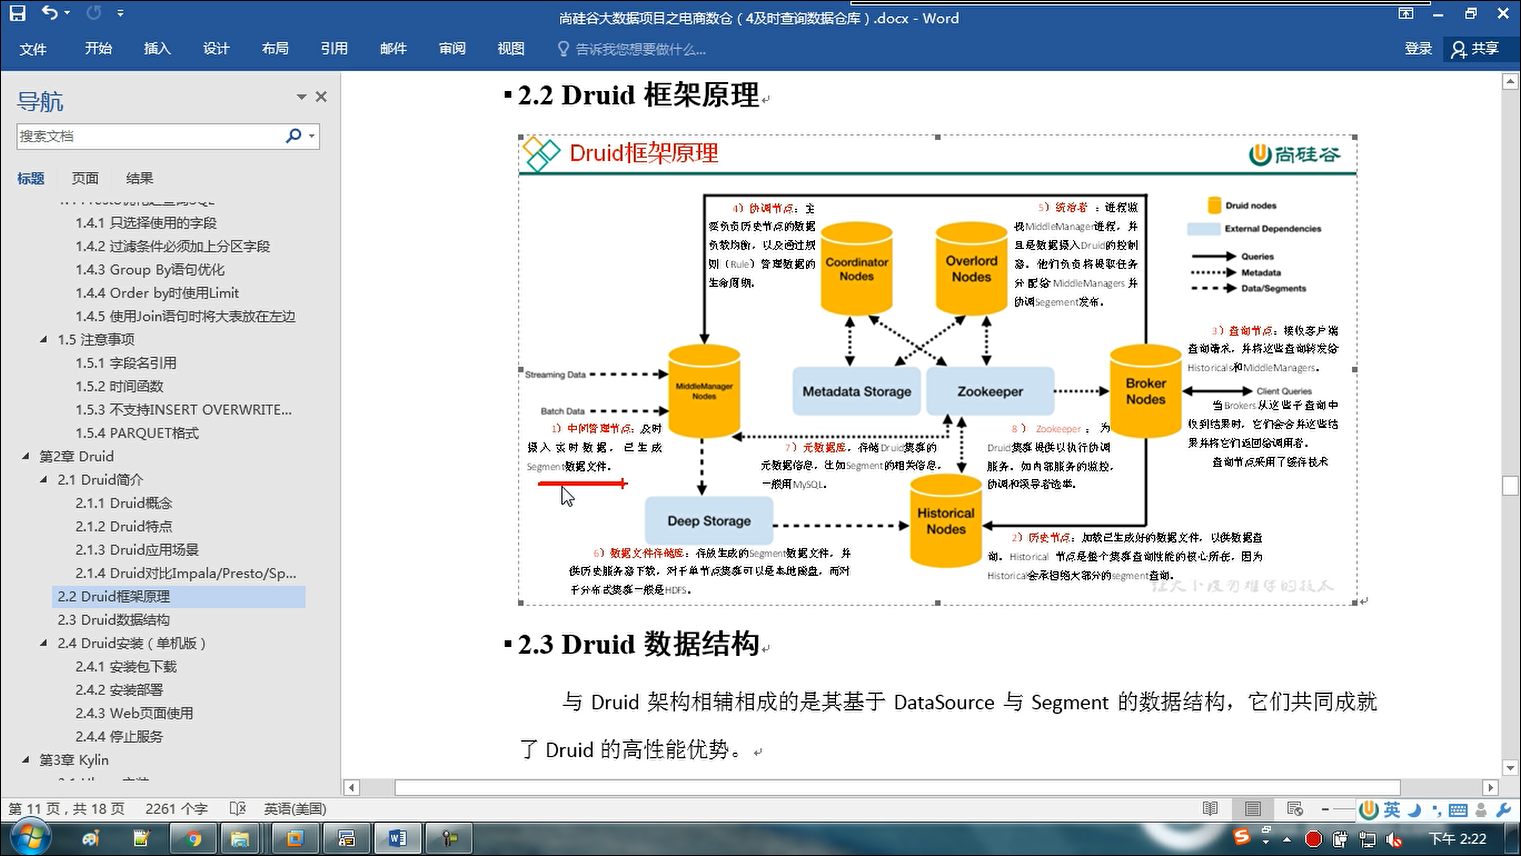 尚硅谷大数据项目之电商数仓（4及时查询数据仓库）.docx - Word
文件 开始 插入 设计 布局 引用 邮件 审阅 视图 告诉我您想要做什么... 登录 共享
导航
搜索文档
标题 页面 结果
1.4.1 只选择使用的字段
1.4.2 过滤条件必须加上分区字段
1.4.3 Group By语句优化
1.4.4 Order by时使用Limit
1.4.5 使用Join语句时将大表放在左边
1.5 注意事项
1.5.1 字段名引用
1.5.2 时间函数
1.5.3 不支持INSERT OVERWRITE...
1.5.4 PARQUET格式
第2章 Druid
2.1 Druid简介
2.1.1 Druid概念
2.1.2 Druid特点
2.1.3 Druid应用场景
2.1.4 Druid对比Impala/Presto/Sp...
2.2 Druid框架原理
2.3 Druid数据结构
2.4 Druid安装（单机版）
2.4.1 安装包下载
2.4.2 安装部署
2.4.3 Web页面使用
2.4.4 停止服务
第3章 Kylin
2.2 Druid 框架原理
Druid框架原理
尚硅谷
4）协调节点：主
要负责历史节点的数据
负载均衡，以及通过规
则（Rule）管理数据的
生命周期。
Coordinator
Nodes
Overlord
Nodes
5）统治者 ：进程监
视MiddleManager进程，并
且是数据摄入Druid的控制
器。他们负责将提取任务
分配给MiddleManagers并
协调Segement发布。
Druid nodes
External Dependencies
Queries
Metadata
Data/Segments
3）查询节点：接收客户端
查询请求，并将这些查询转发给
Historicals和MiddleManagers。
Client Queries
当Brokers从这些子查询中
收到结果时，它们会合并这些结
果并将它们返回给调用者。
查询节点采用了缓存技术
Streaming Data
Batch Data
MiddleManager
Nodes
Metadata Storage
Zookeeper
Broker
Nodes
1）中间管理节点：及时
摄入实时数据，已生成
Segment数据文件。
7）元数据库，存储Druid集群的
元数据信息，比如Segment的相关信息，
一般用MySQL。
8） Zookeeper ：为
Druid集群提供以执行协调
服务。如内部服务的监控，
协调和领导者选举。
Deep Storage
Historical
Nodes
6）数据文件存储库：存放生成的Segment数据文件，并
供历史服务器下载，对于单节点集群可以是本地磁盘，而对
于分布式集群一般是HDFS。
2）历史节点：加载已生成好的数据文件，以供数据查
询。Historical 节点是整个集群查询性能的核心所在，因为
Historical会承担绝大部分的segment查询。
让天下没有难学的技术
2.3 Druid 数据结构
与 Druid 架构相辅相成的是其基于 DataSource 与 Segment 的数据结构，它们共同成就
了 Druid 的高性能优势。
第 11 页，共 18 页 2261 个字 英语(美国)
英
下午 2:22